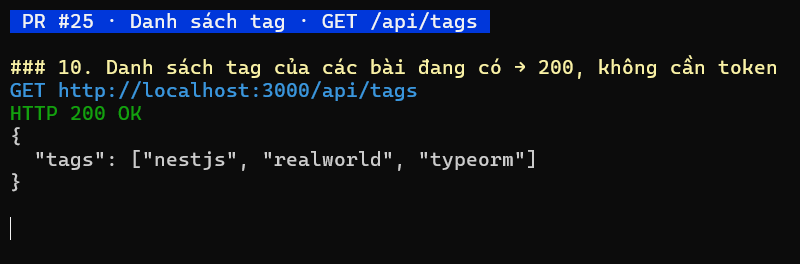 PR #25 · Danh sách tag · GET /api/tags
### 10. Danh sách tag của các bài đang có → 200, không cần token
GET http://localhost:3000/api/tags
HTTP 200 OK
{
  "tags": ["nestjs", "realworld", "typeorm"]
}